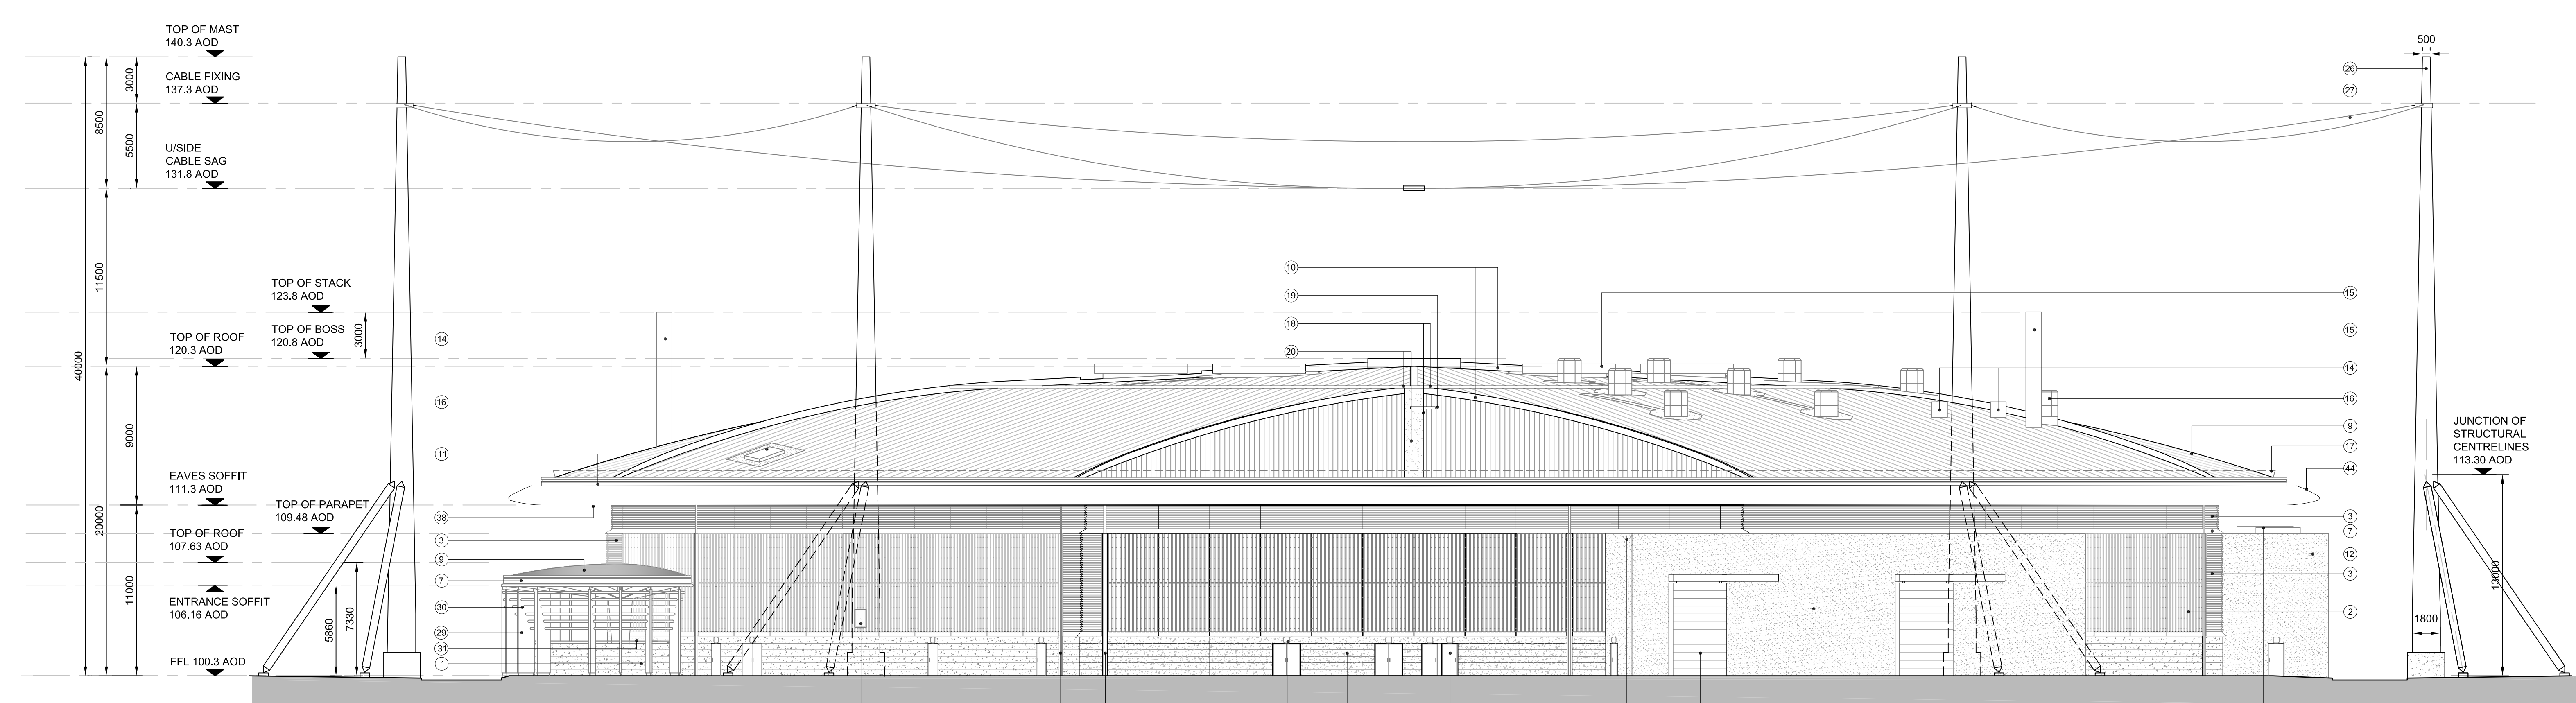 TOP OF MAST
140.3 AOD
CABLE FIXING
137.3 AOD
U/SIDE
CABLE SAG
131.8 AOD
TOP OF STACK
123.8 AOD
TOP OF BOSS
120.8 AOD
TOP OF ROOF
120.3 AOD
EAVES SOFFIT
111.3 AOD
TOP OF PARAPET
109.48 AOD
TOP OF ROOF
107.63 AOD
ENTRANCE SOFFIT
106.16 AOD
FFL 100.3 AOD
40000
8500
11500
20000
3000
5500
9000
11000
3000
5860
7330
14
16
11
38
3
9
7
30
29
31
1
10
19
18
20
500
26
27
15
15
14
16
9
17
44
3
7
12
3
2
JUNCTION OF
STRUCTURAL
CENTRELINES
113.30 AOD
13000
1800